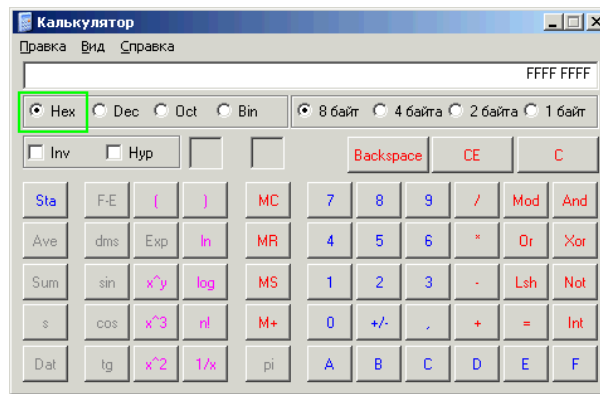 Калькулятор
Правка Вид Справка
FFFF FFFF
Hex Dec Oct Bin 8 байт 4 байта 2 байта 1 байт
Inv Hyp Backspace CE C
Sta F-E ( ) MC 7 8 9 / Mod And
Ave dms Exp ln MR 4 5 6 * Or Xor
Sum sin x^y log MS 1 2 3 - Lsh Not
s cos x^3 n! M+ 0 +/- , + = Int
Dat tg x^2 1/x pi A B C D E F